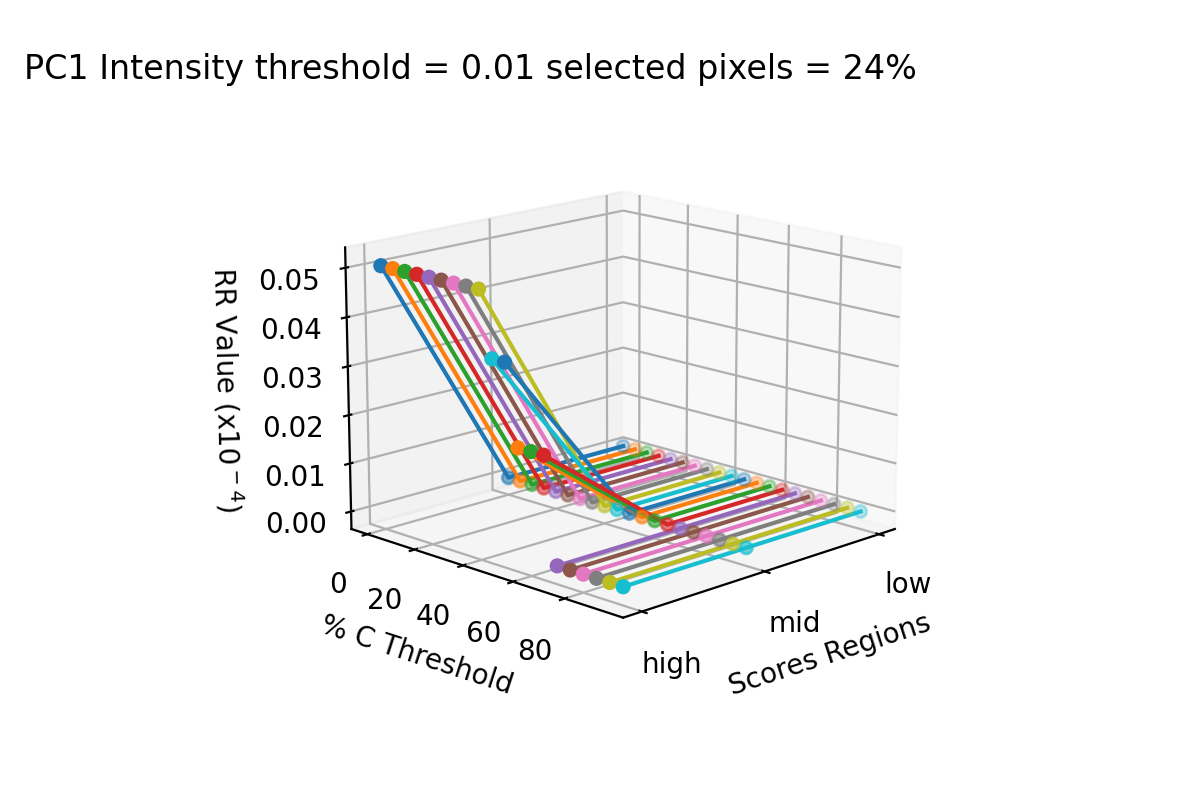 PC1 Intensity threshold = 0.01 selected pixels = 24%
RR Value (x10⁻⁴)
0.05
0.04
0.03
0.02
0.01
0.00
0
20
40
60
80
% C Threshold
low
mid
high
Scores Regions